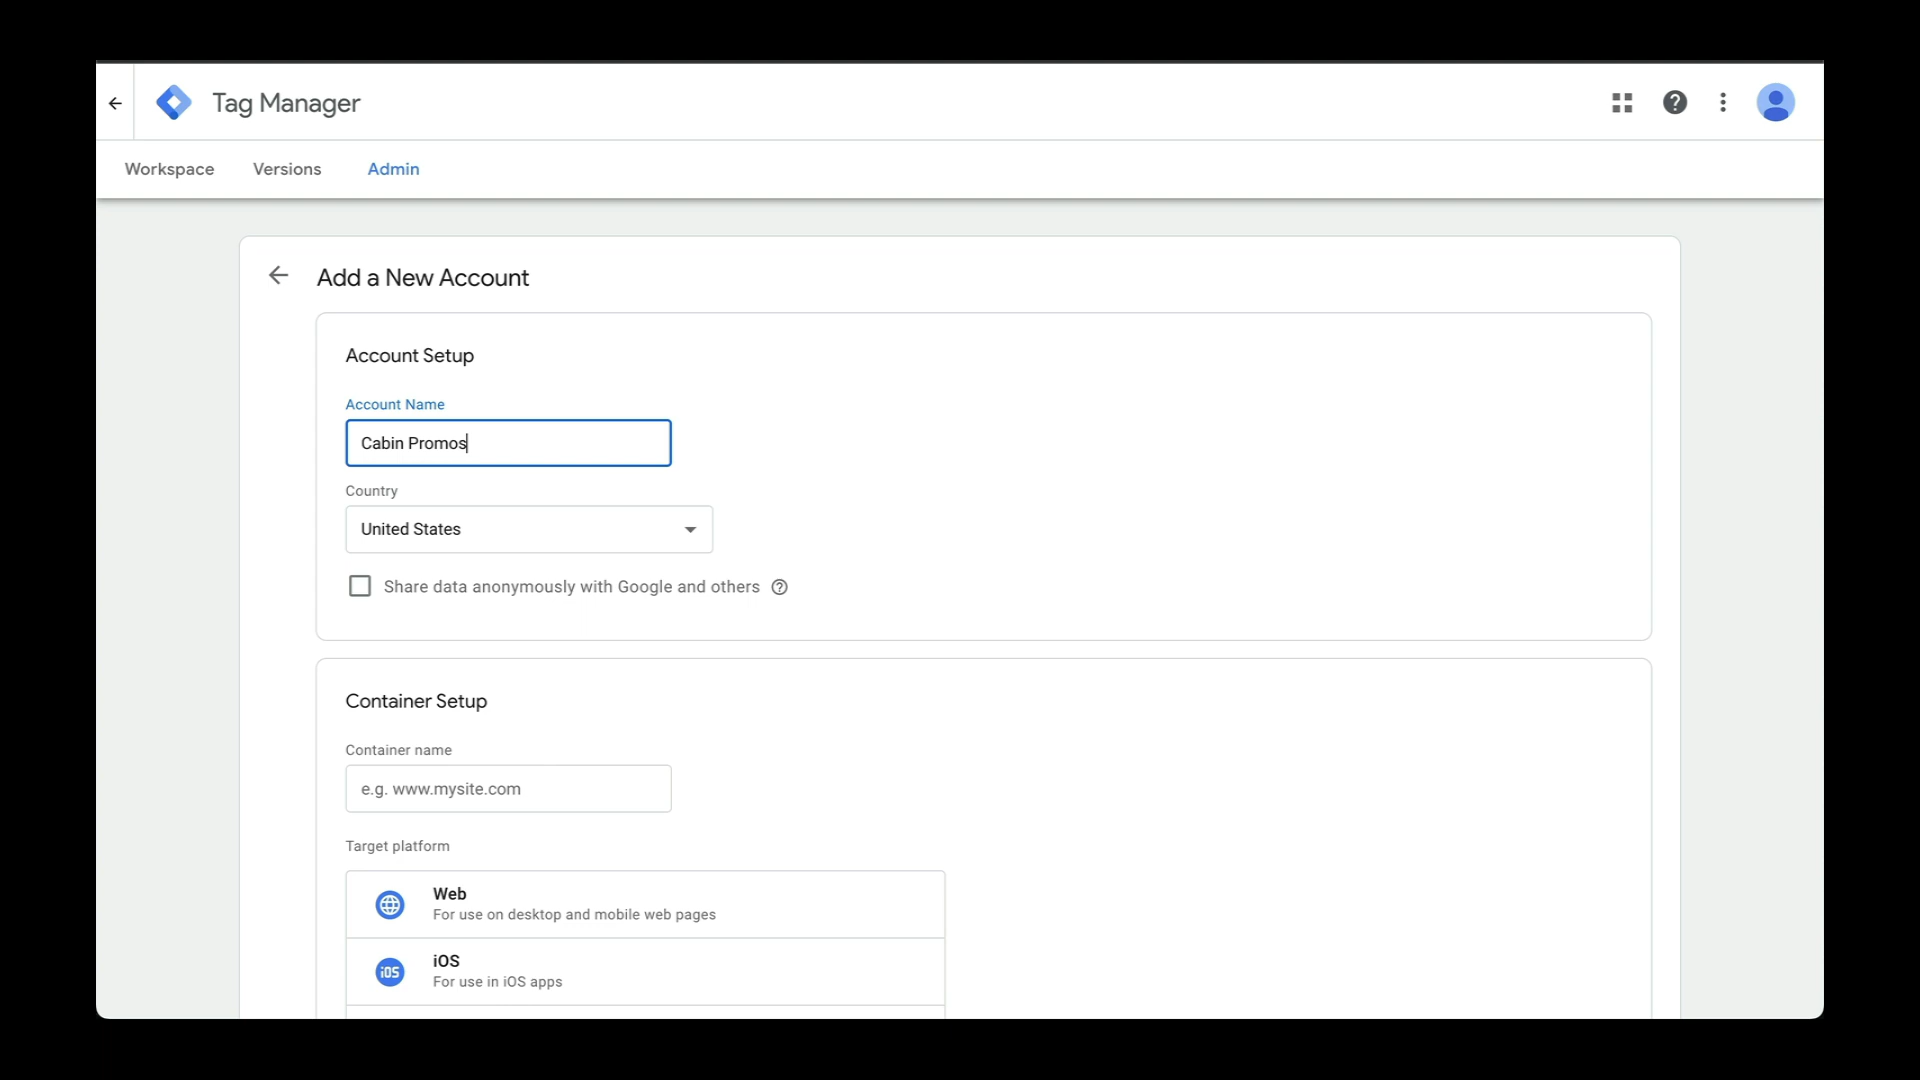 Tag Manager
Workspace Versions Admin
Add a New Account
Account Setup
Account Name
Cabin Promos
Country
United States
Share data anonymously with Google and others
Container Setup
Container name
e.g. www.mysite.com
Target platform
Web
For use on desktop and mobile web pages
iOS
iOS
For use in iOS apps